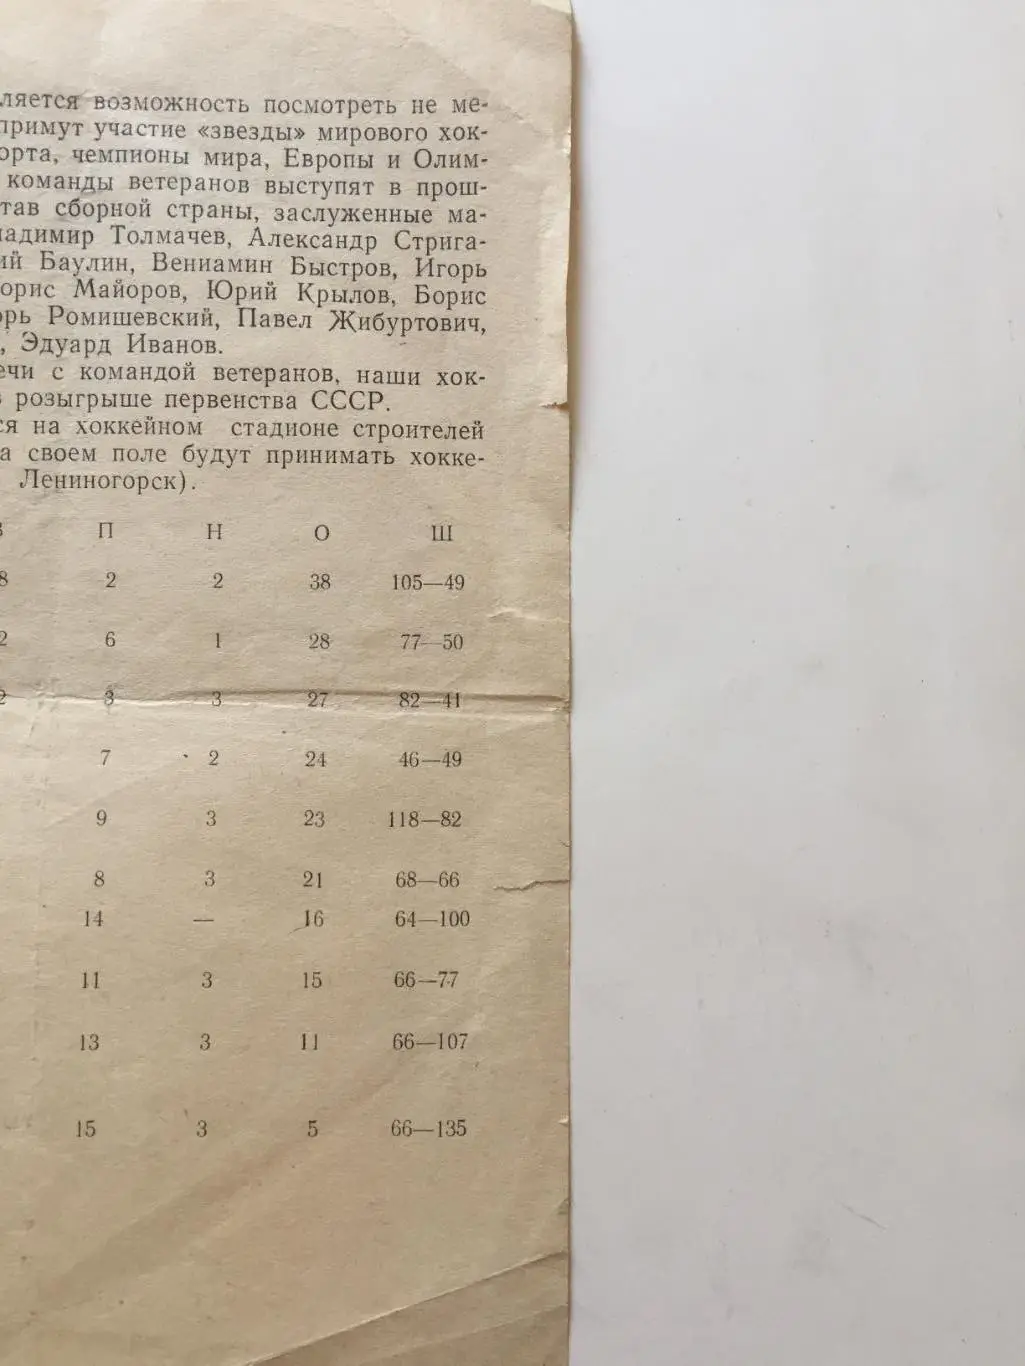 ляется возможность посмотреть не ме-
примут участие «звезды» мирового хок-
орта, чемпионы мира, Европы и Олим-
команды ветеранов выступят в прош-
тав сборной страны, заслуженные ма-
ладимир Толмачев, Александр Стрига-
ий Баулин, Вениамин Быстров, Игорь
орис Майоров, Юрий Крылов, Борис
орь Ромишевский, Павел Жибуртович,
, Эдуард Иванов.
ечи с командой ветеранов, наши хок-
в розыгрыше первенства СССР.
ся на хоккейном стадионе строителей
а своем поле будут принимать хокке-
Лениногорск).
В П Н О Ш
8 2 2 38 105—49
2 6 1 28 77—50
2 3 3 27 82—41
7 2 24 46—49
9 3 23 118—82
8 3 21 68—66
14 — 16 64—100
11 3 15 66—77
13 3 11 66—107
15 3 5 66—135